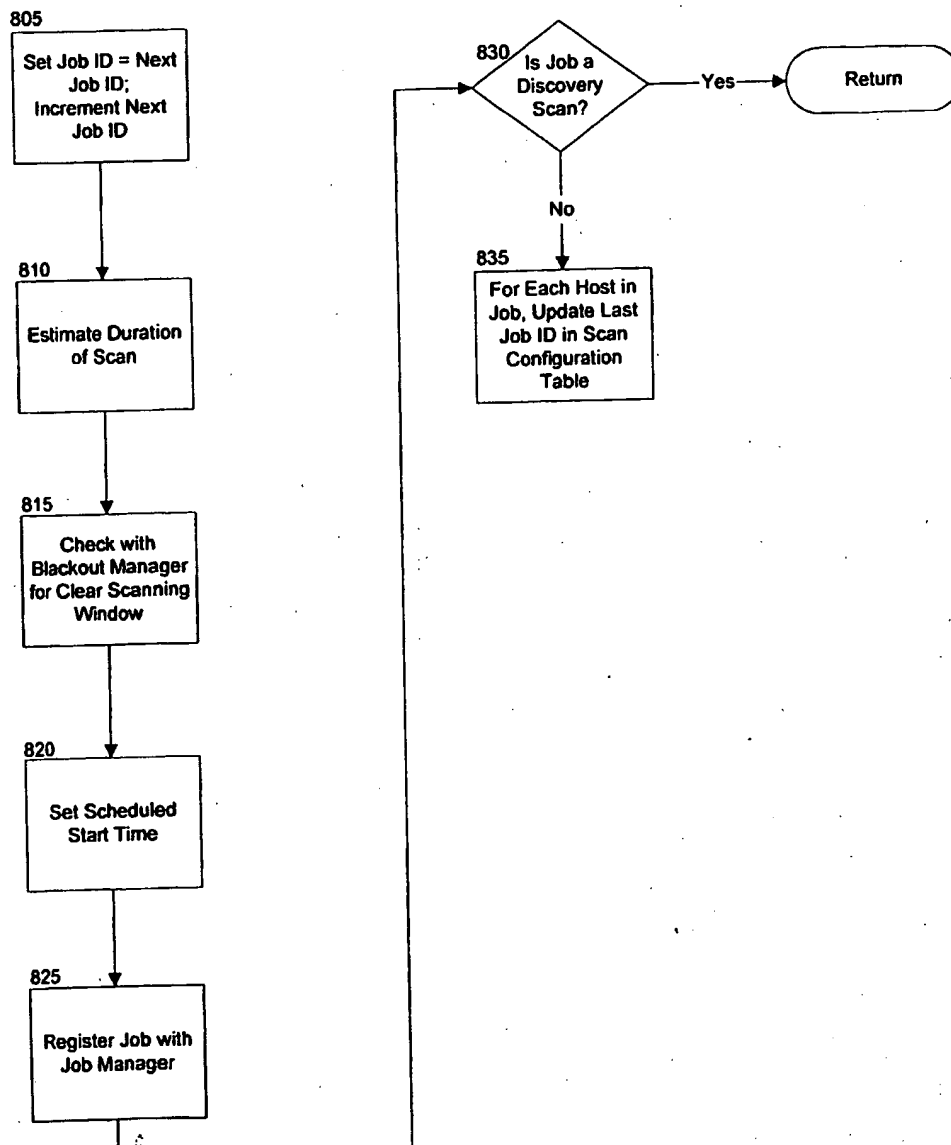 805
Set Job ID = Next
Job ID;
Increment Next
Job ID
810
Estimate Duration
of Scan
815
Check with
Blackout Manager
for Clear Scanning
Window
820
Set Scheduled
Start Time
825
Register Job with
Job Manager
830
Is Job a
Discovery
Scan?
Yes
Return
No
835
For Each Host in
Job, Update Last
Job ID in Scan
Configuration
Table